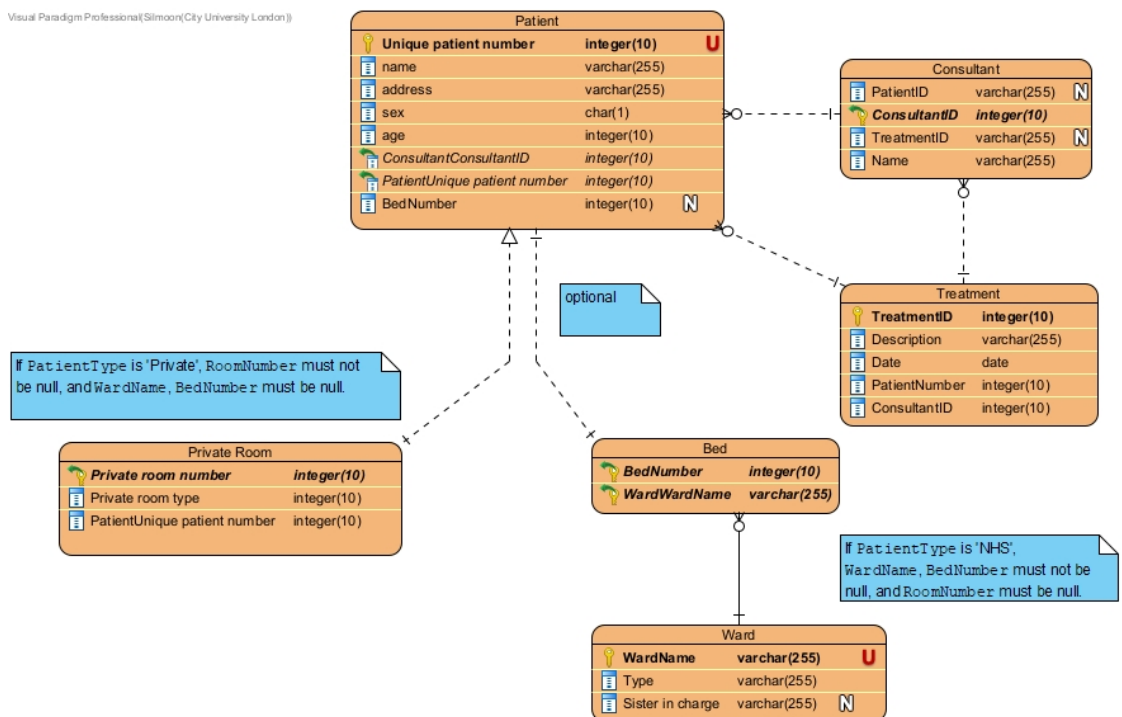 Visual Paradigm Professional(Silmoon(City University London))
Patient
Unique patient number integer(10) U
name varchar(255)
address varchar(255)
sex char(1)
age integer(10)
ConsultantConsultantID integer(10)
PatientUnique patient number integer(10)
BedNumber integer(10) N
Consultant
PatientID varchar(255) N
ConsultantID integer(10)
TreatmentID varchar(255) N
Name varchar(255)
optional
Treatment
TreatmentID integer(10)
Description varchar(255)
Date date
PatientNumber integer(10)
ConsultantID integer(10)
If PatientType is 'Private', RoomNumber must not
be null, and WardName, BedNumber must be null.
Private Room
Private room number integer(10)
Private room type integer(10)
PatientUnique patient number integer(10)
Bed
BedNumber integer(10)
WardWardName varchar(255)
If PatientType is 'NHS',
WardName, BedNumber must not be
null, and RoomNumber must be null.
Ward
WardName varchar(255) U
Type varchar(255)
Sister in charge varchar(255) N